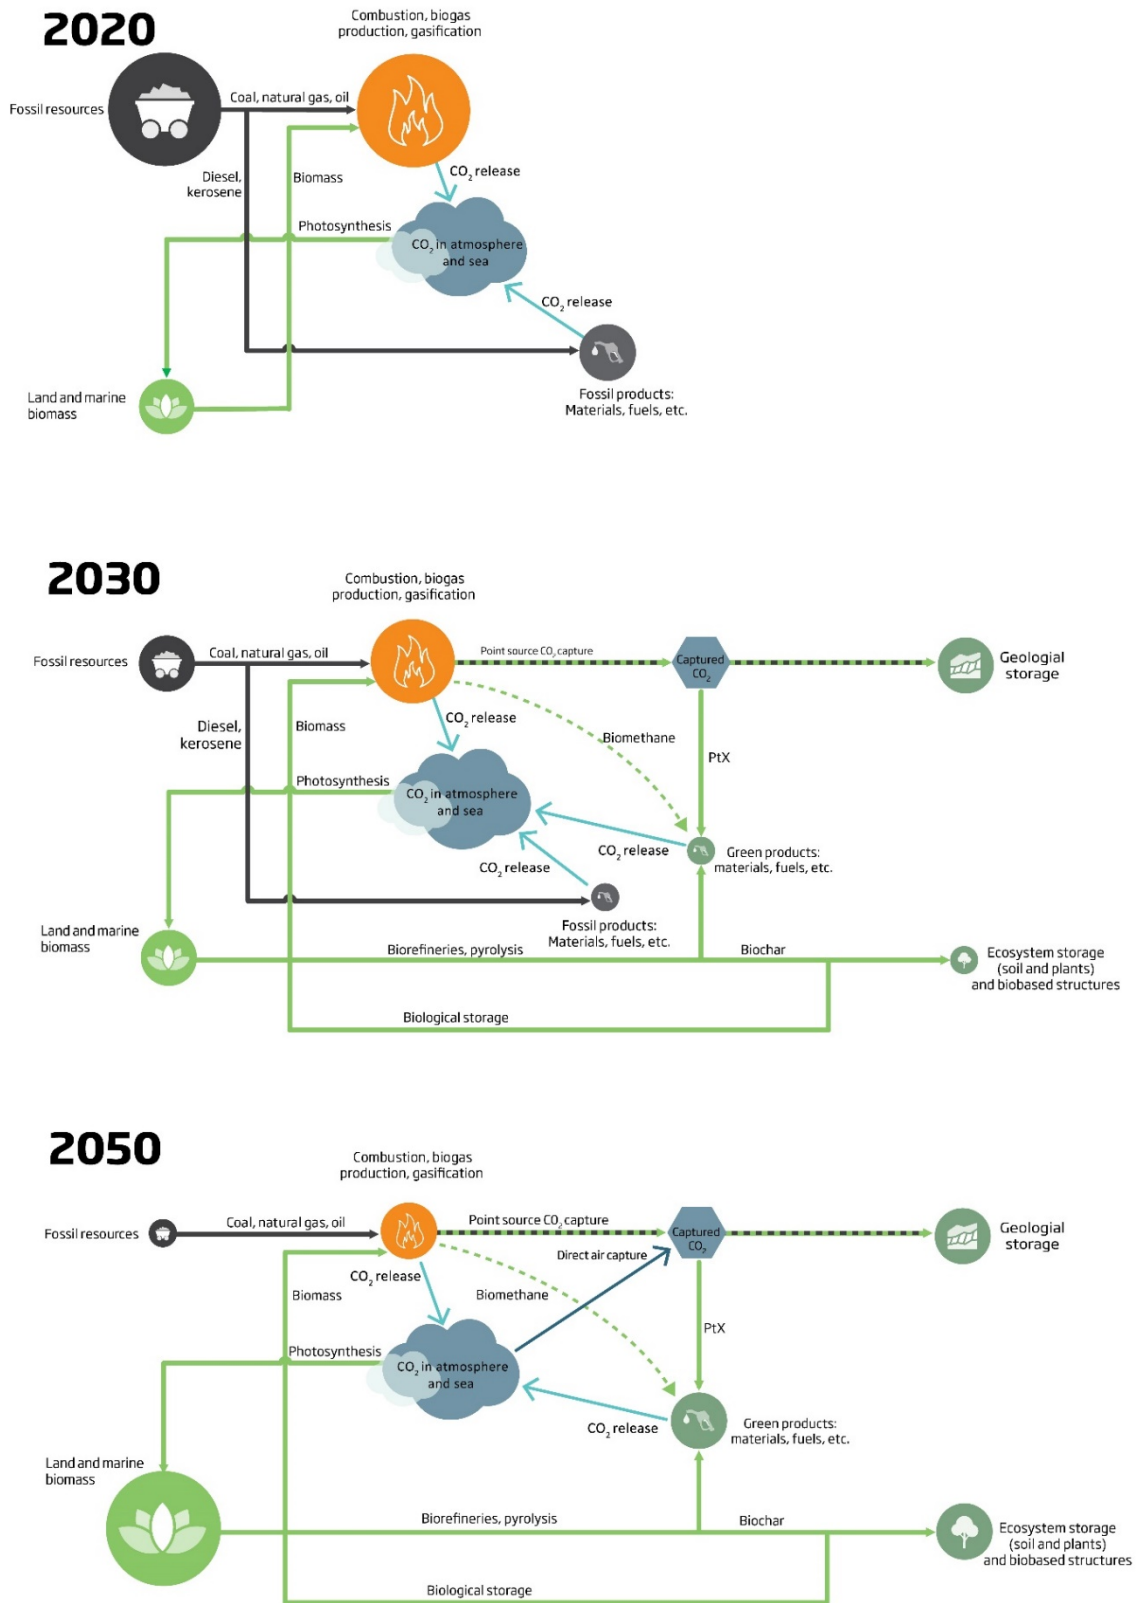 2020
Combustion, biogas
production, gasification
Fossil resources
Coal, natural gas, oil
Diesel,
kerosene
Biomass
CO₂ release
Photosynthesis
CO₂ in atmosphere
and sea
CO₂ release
Land and marine
biomass
Fossil products:
Materials, fuels, etc.
2030
Combustion, biogas
production, gasification
Fossil resources
Coal, natural gas, oil
Point source CO₂ capture
Captured
CO₂
Geologial
storage
Diesel,
kerosene
Biomass
CO₂ release
Biomethane
PtX
Photosynthesis
CO₂ in atmosphere
and sea
CO₂ release
CO₂ release
Green products:
materials, fuels, etc.
Fossil products:
Materials, fuels, etc.
Land and marine
biomass
Biorefineries, pyrolysis
Biochar
Ecosystem storage
(soil and plants)
and biobased structures
Biological storage
2050
Combustion, biogas
production, gasification
Fossil resources
Coal, natural gas, oil
Point source CO₂ capture
Captured
CO₂
Geologial
storage
Direct air capture
CO₂ release
Biomass
Biomethane
PtX
Photosynthesis
CO₂ in atmosphere
and sea
CO₂ release
Green products:
materials, fuels, etc.
Land and marine
biomass
Biorefineries, pyrolysis
Biochar
Ecosystem storage
(soil and plants)
and biobased structures
Biological storage